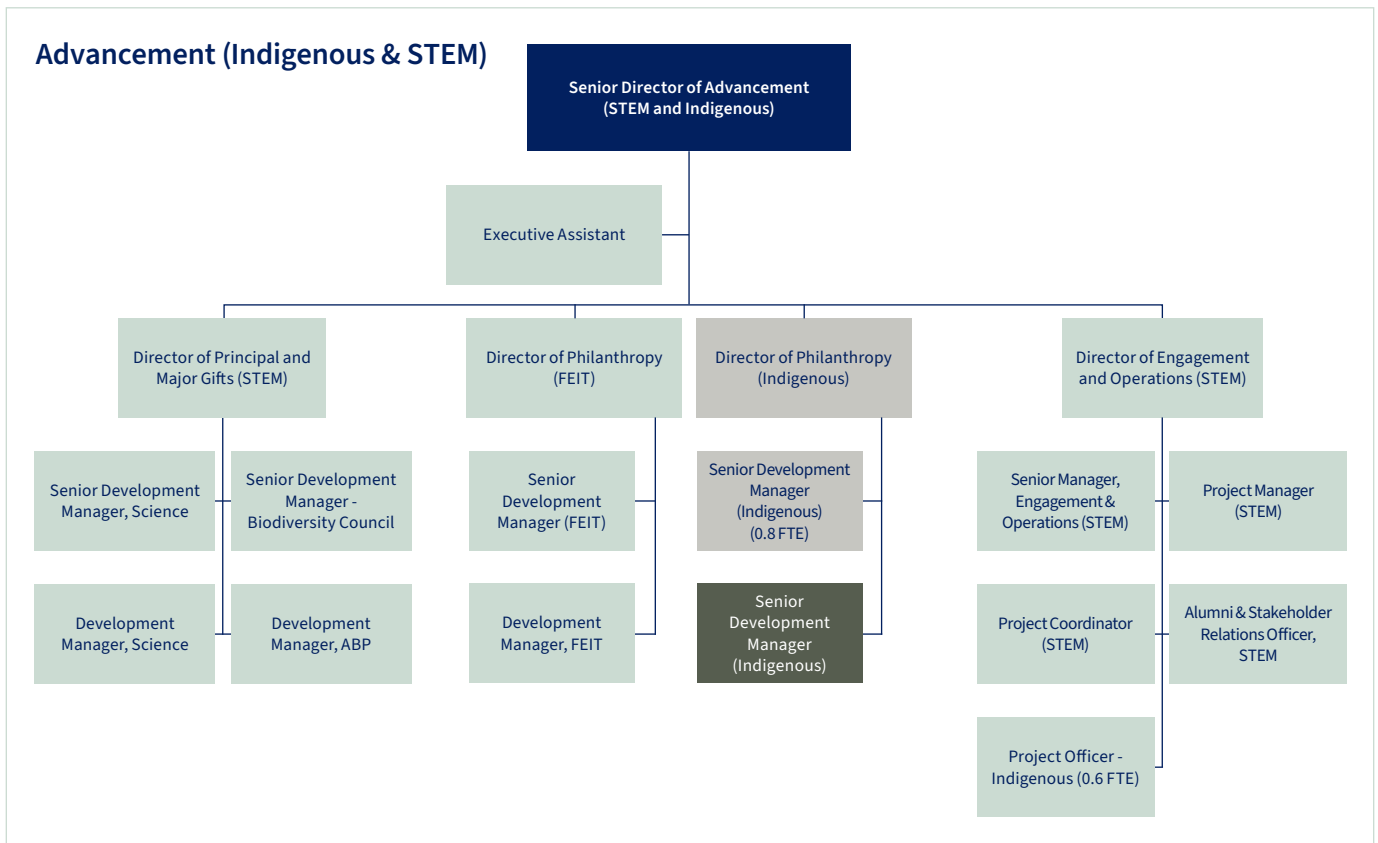 Advancement (Indigenous & STEM)
Senior Director of Advancement
(STEM and Indigenous)
Executive Assistant
Director of Principal and
Major Gifts (STEM)
Director of Philanthropy
(FEIT)
Director of Philanthropy
(Indigenous)
Director of Engagement
and Operations (STEM)
Senior Development
Manager, Science
Senior Development
Manager -
Biodiversity Council
Senior
Development
Manager (FEIT)
Senior Development
Manager
(Indigenous)
(0.8 FTE)
Senior Manager,
Engagement &
Operations (STEM)
Project Manager
(STEM)
Development
Manager, Science
Development
Manager, ABP
Development
Manager, FEIT
Senior
Development
Manager
(Indigenous)
Project Coordinator
(STEM)
Alumni & Stakeholder
Relations Officer,
STEM
Project Officer -
Indigenous (0.6 FTE)